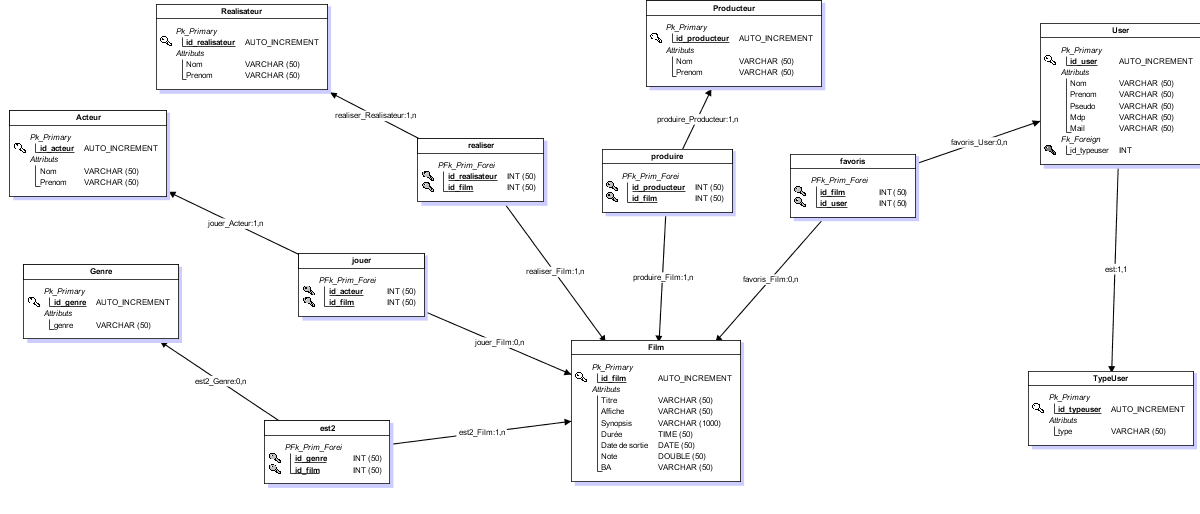 Realisateur
Pk_Primary
id_realisateur AUTO_INCREMENT
Attributs
Nom VARCHAR (50)
Prenom VARCHAR (50)
Producteur
Pk_Primary
id_producteur AUTO_INCREMENT
Attributs
Nom VARCHAR (50)
Prenom VARCHAR (50)
User
Pk_Primary
id_user AUTO_INCREMENT
Attributs
Nom VARCHAR (50)
Prenom VARCHAR (50)
Pseudo VARCHAR (50)
Mdp VARCHAR (50)
Mail VARCHAR (50)
Fk_Foreign
id_typeuser INT
Acteur
Pk_Primary
id_acteur AUTO_INCREMENT
Attributs
Nom VARCHAR (50)
Prenom VARCHAR (50)
realiser_Realisateur:1,n
produire_Producteur:1,n
favoris_User:0,n
realiser
PFk_Prim_Forei
id_realisateur INT (50)
id_film INT (50)
produire
PFk_Prim_Forei
id_producteur INT (50)
id_film INT (50)
favoris
PFk_Prim_Forei
id_film INT (50)
id_user INT (50)
jouer_Acteur:1,n
Genre
Pk_Primary
id_genre AUTO_INCREMENT
Attributs
genre VARCHAR (50)
jouer
PFk_Prim_Forei
id_acteur INT (50)
id_film INT (50)
realiser_Film:1,n
produire_Film:1,n
favoris_Film:0,n
est:1,1
jouer_Film:0,n
est2_Genre:0,n
Film
Pk_Primary
id_film AUTO_INCREMENT
Attributs
Titre VARCHAR (50)
Affiche VARCHAR (50)
Synopsis VARCHAR (1000)
Durée TIME (50)
Date de sortie DATE (50)
Note DOUBLE (50)
BA VARCHAR (50)
TypeUser
Pk_Primary
id_typeuser AUTO_INCREMENT
Attributs
type VARCHAR (50)
est2
PFk_Prim_Forei
id_genre INT (50)
id_film INT (50)
est2_Film:1,n